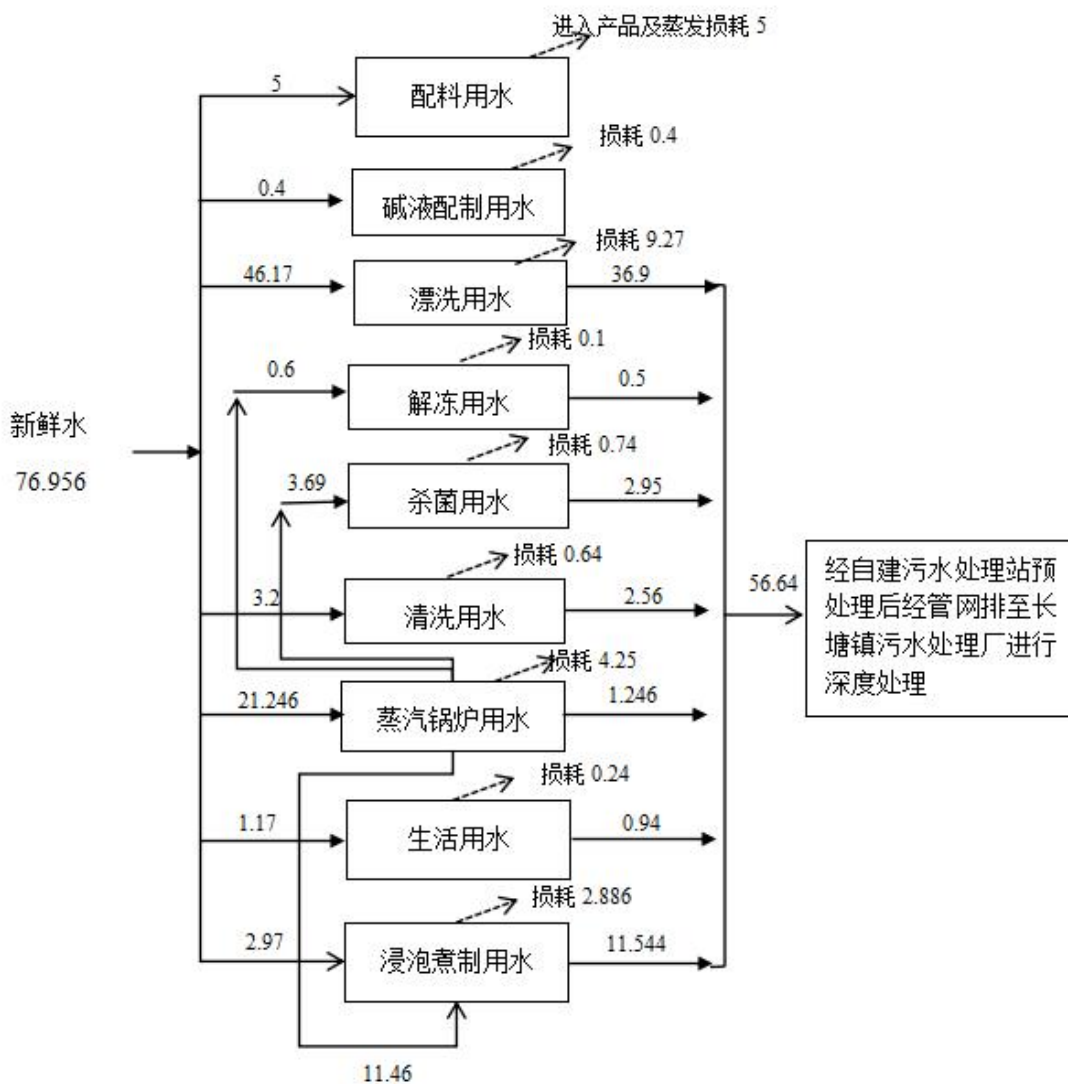 进入产品及蒸发损耗 5
5
配料用水
损耗 0.4
0.4
碱液配制用水
损耗 9.27
46.17
漂洗用水
36.9
损耗 0.1
0.6
解冻用水
0.5
新鲜水
76.956
损耗 0.74
3.69
杀菌用水
2.95
损耗 0.64
3.2
清洗用水
2.56
56.64
经自建污水处理站预
处理后经管网排至长
塘镇污水处理厂进行
深度处理
损耗 4.25
21.246
蒸汽锅炉用水
1.246
损耗 0.24
1.17
生活用水
0.94
损耗 2.886
2.97
浸泡煮制用水
11.544
11.46